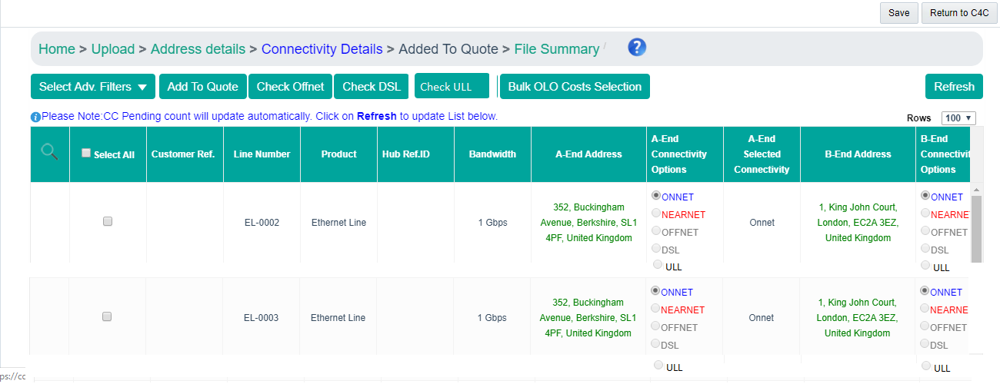 Save Return to C4C
Home > Upload > Address details > Connectivity Details > Added To Quote > File Summary / ?
Select Adv. Filters ▼ Add To Quote Check Offnet Check DSL Check ULL Bulk OLO Costs Selection Refresh
i Please Note:CC Pending count will update automatically. Click on Refresh to update List below.
Rows 100 ▼
Select All
Customer Ref.
Line Number
Product
Hub Ref.ID
Bandwidth
A-End Address
A-End
Connectivity
Options
A-End
Selected
Connectivity
B-End Address
B-End
Connectivit
Options
EL-0002
Ethernet Line
1 Gbps
352, Buckingham
Avenue, Berkshire, SL1
4PF, United Kingdom
ONNET
NEARNET
OFFNET
DSL
ULL
Onnet
1, King John Court,
London, EC2A 3EZ,
United Kingdom
ONNET
NEARNE
OFFNET
DSL
ULL
EL-0003
Ethernet Line
1 Gbps
352, Buckingham
Avenue, Berkshire, SL1
4PF, United Kingdom
ONNET
NEARNET
OFFNET
DSL
ULL
Onnet
1, King John Court,
London, EC2A 3EZ,
United Kingdom
ONNET
NEARNE
OFFNET
DSL
ULL
ps://cc